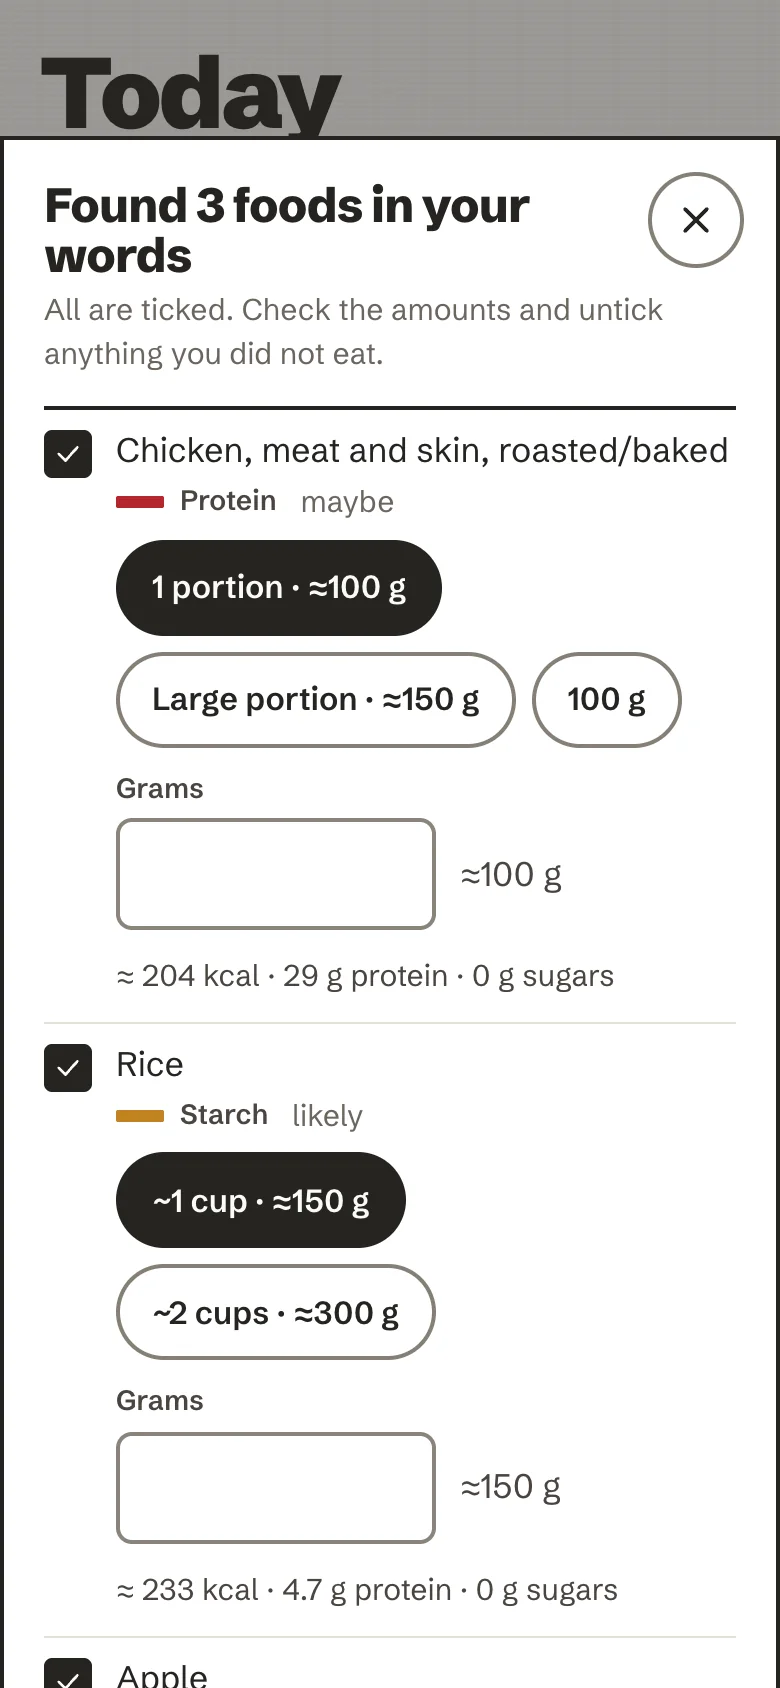 Today
Found 3 foods in your
words
All are ticked. Check the amounts and untick
anything you did not eat.
Chicken, meat and skin, roasted/baked
Protein maybe
1 portion · ≈100 g
Large portion · ≈150 g 100 g
Grams
≈100 g
≈ 204 kcal · 29 g protein · 0 g sugars
Rice
Starch likely
~1 cup · ≈150 g
~2 cups · ≈300 g
Grams
≈150 g
≈ 233 kcal · 4.7 g protein · 0 g sugars
Apple